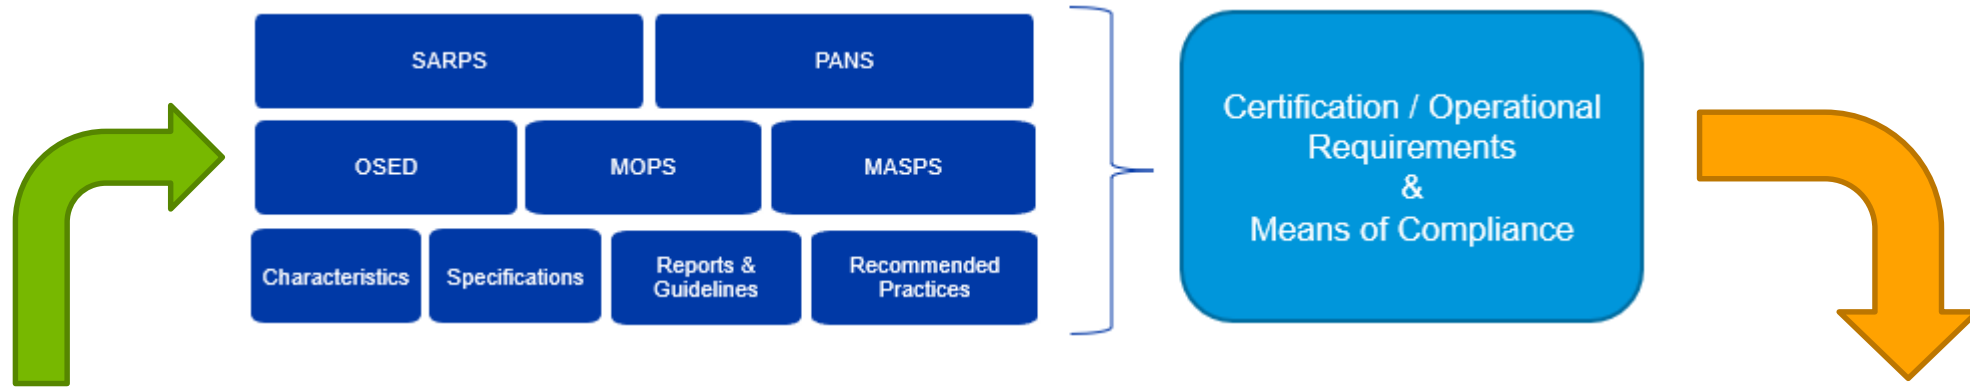 SARPS
PANS
OSED
MOPS
MASPS
Characteristics
Specifications
Reports &
Guidelines
Recommended
Practices
Certification / Operational
Requirements
&
Means of Compliance